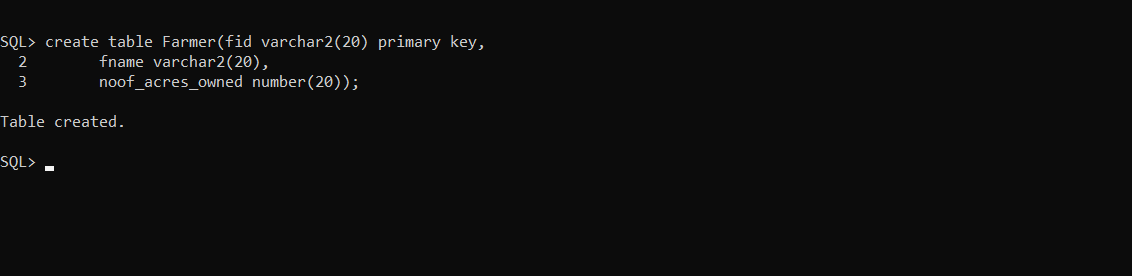 SQL> create table Farmer(fid varchar2(20) primary key,
  2        fname varchar2(20),
  3        noof_acres_owned number(20));
Table created.
SQL>